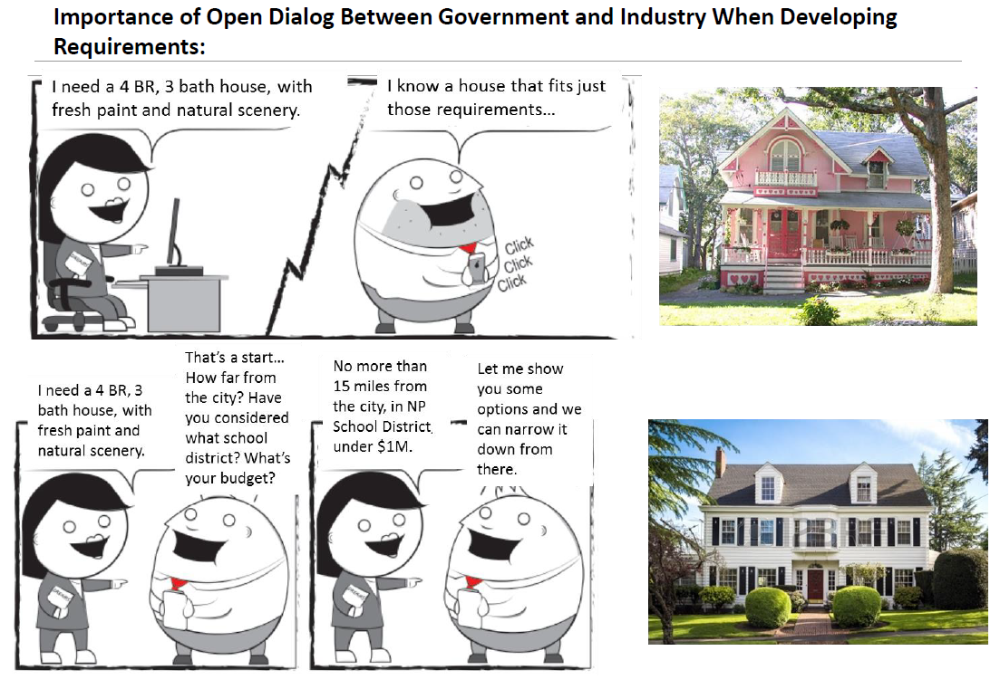 Importance of Open Dialog Between Government and Industry When Developing
Requirements:
I need a 4 BR, 3 bath house, with
fresh paint and natural scenery.
I know a house that fits just
those requirements...
Click
Click
Click
I need a 4 BR, 3
bath house, with
fresh paint and
natural scenery.
That's a start...
How far from
the city? Have
you considered
what school
district? What's
your budget?
No more than
15 miles from
the city, in NP
School District,
under $1M.
Let me show
you some
options and we
can narrow it
down from
there.